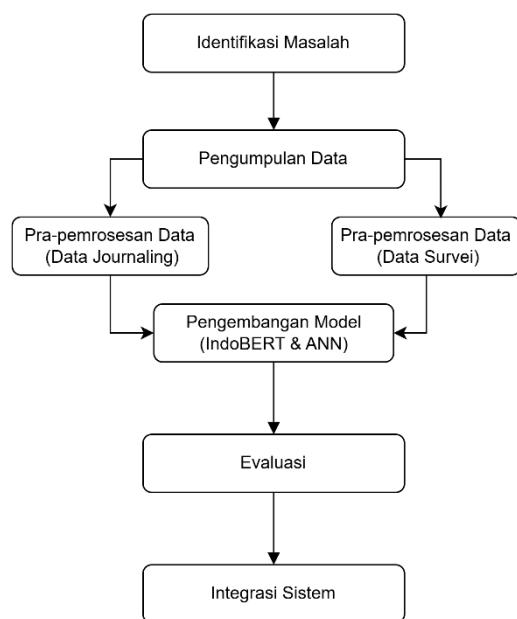 Identifikasi Masalah
Pengumpulan Data
Pra-pemrosesan Data
(Data Journaling)
Pra-pemrosesan Data
(Data Survei)
Pengembangan Model
(IndoBERT & ANN)
Evaluasi
Integrasi Sistem